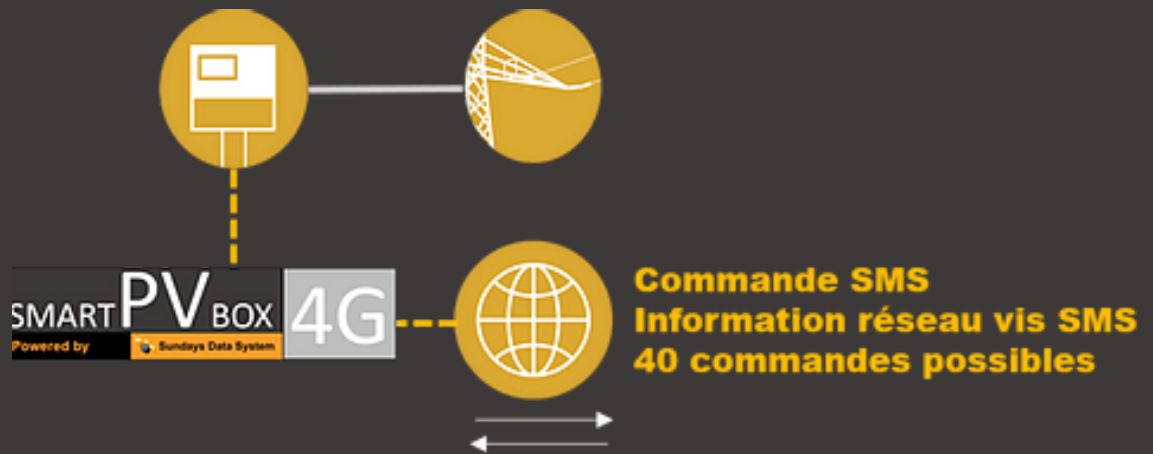 SMART PV BOX 4G
Powered by Sundays Data System
Commande SMS
Information réseau vis SMS
40 commandes possibles